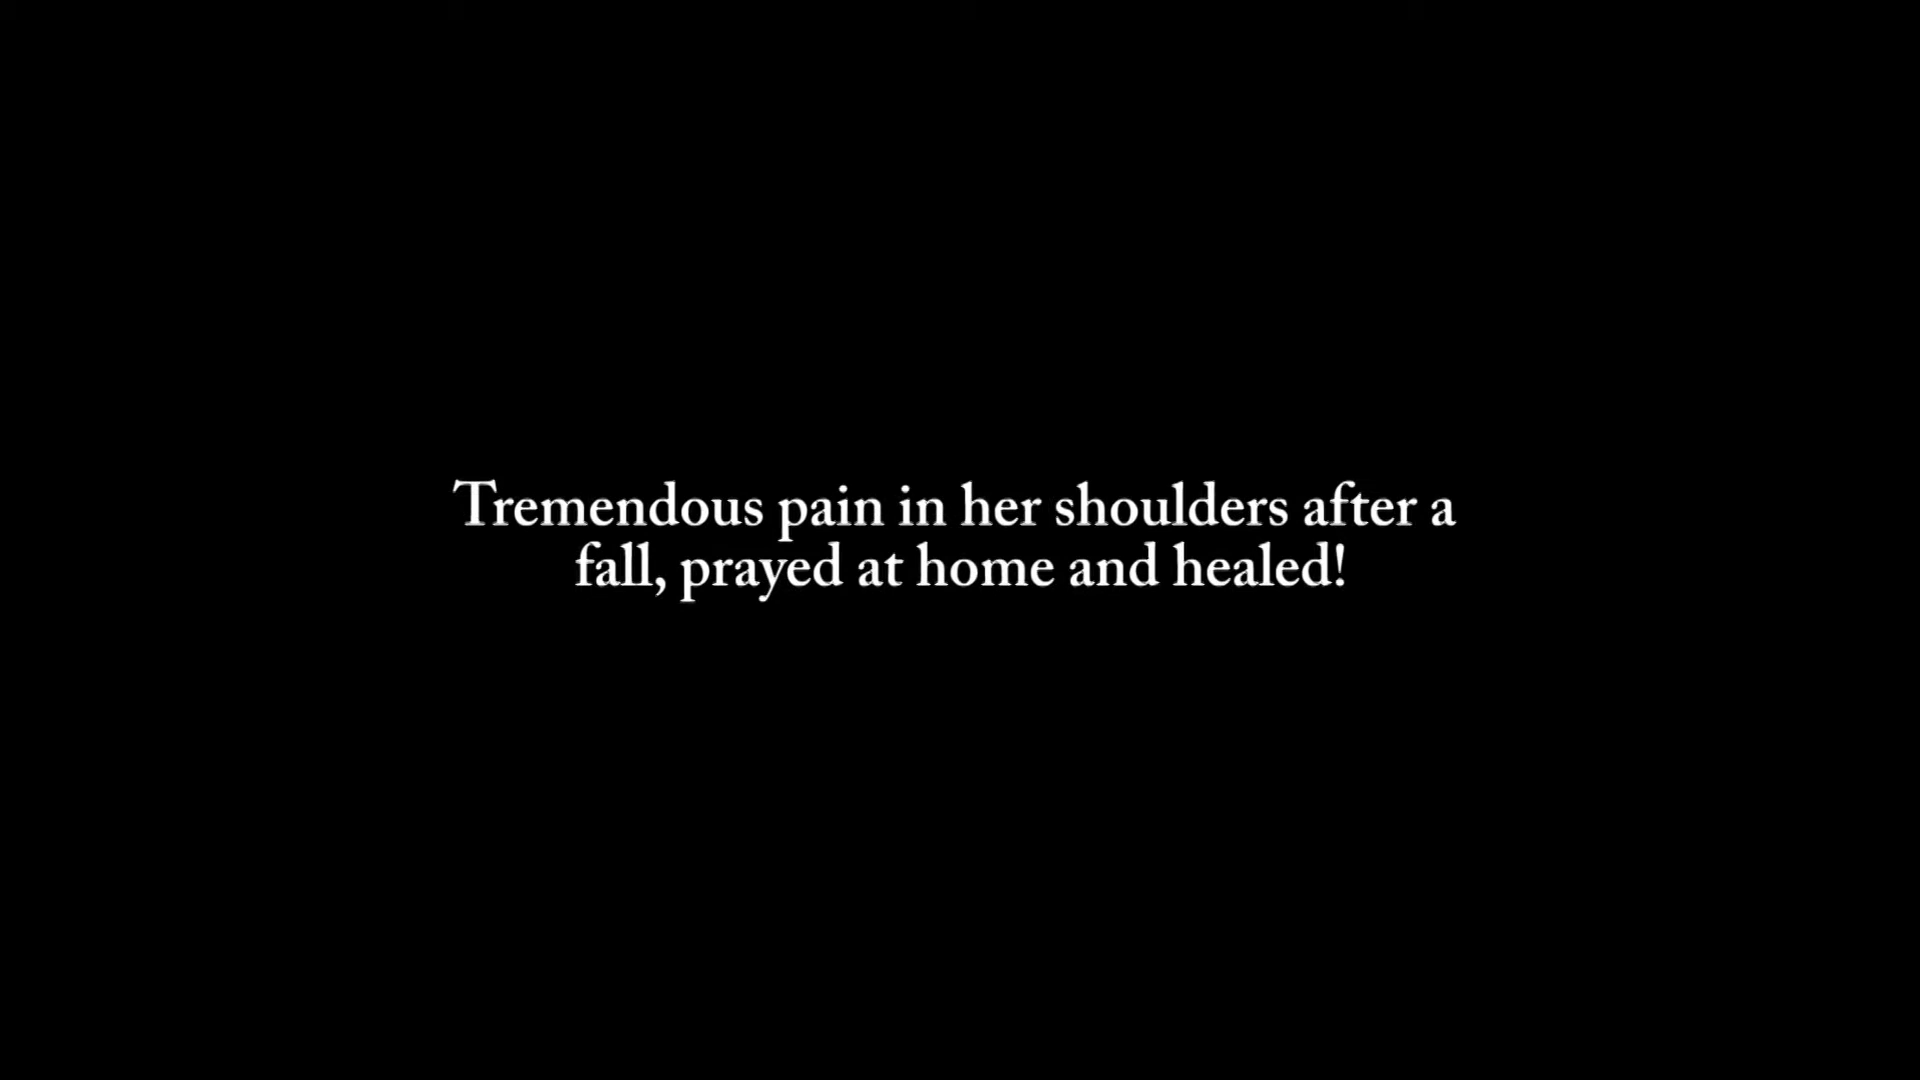 Tremendous pain in her shoulders after a
fall, prayed at home and healed!